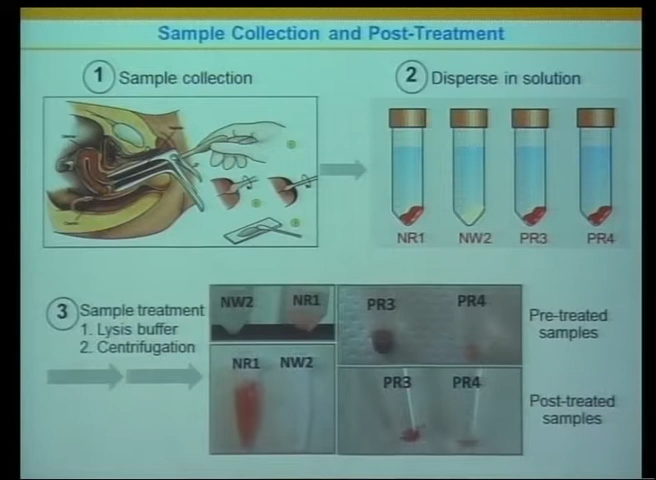 Sample Collection and Post-Treatment
1 Sample collection
2 Disperse in solution
NR1 NW2 PR3 PR4
3 Sample treatment
1. Lysis buffer
2. Centrifugation
NW2 NR1 PR3 PR4
Pre-treated
samples
NR1 NW2 PR3 PR4
Post-treated
samples